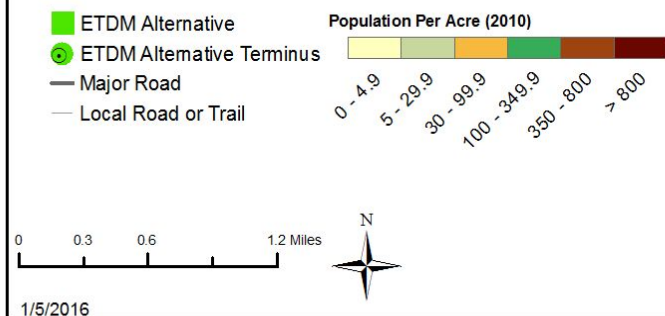 ETDM Alternative
ETDM Alternative Terminus
Major Road
Local Road or Trail
Population Per Acre (2010)
0 - 4.9
5 - 29.9
30 - 99.9
100 - 349.9
350 - 800
> 800
0 0.3 0.6 1.2 Miles
N
1/5/2016